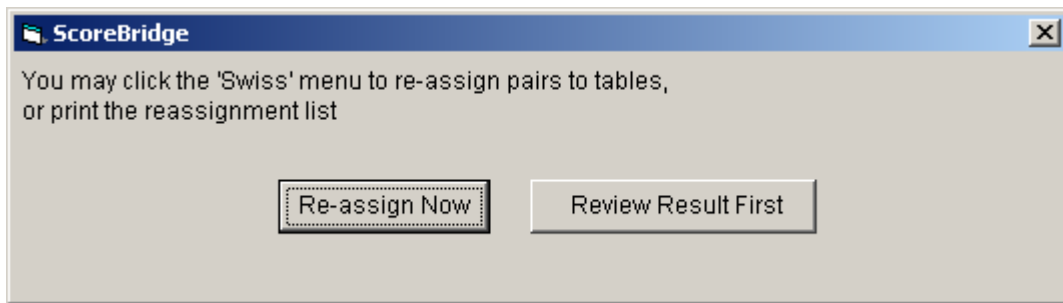 ScoreBridge
You may click the 'Swiss' menu to re-assign pairs to tables,
or print the reassignment list
Re-assign Now
Review Result First